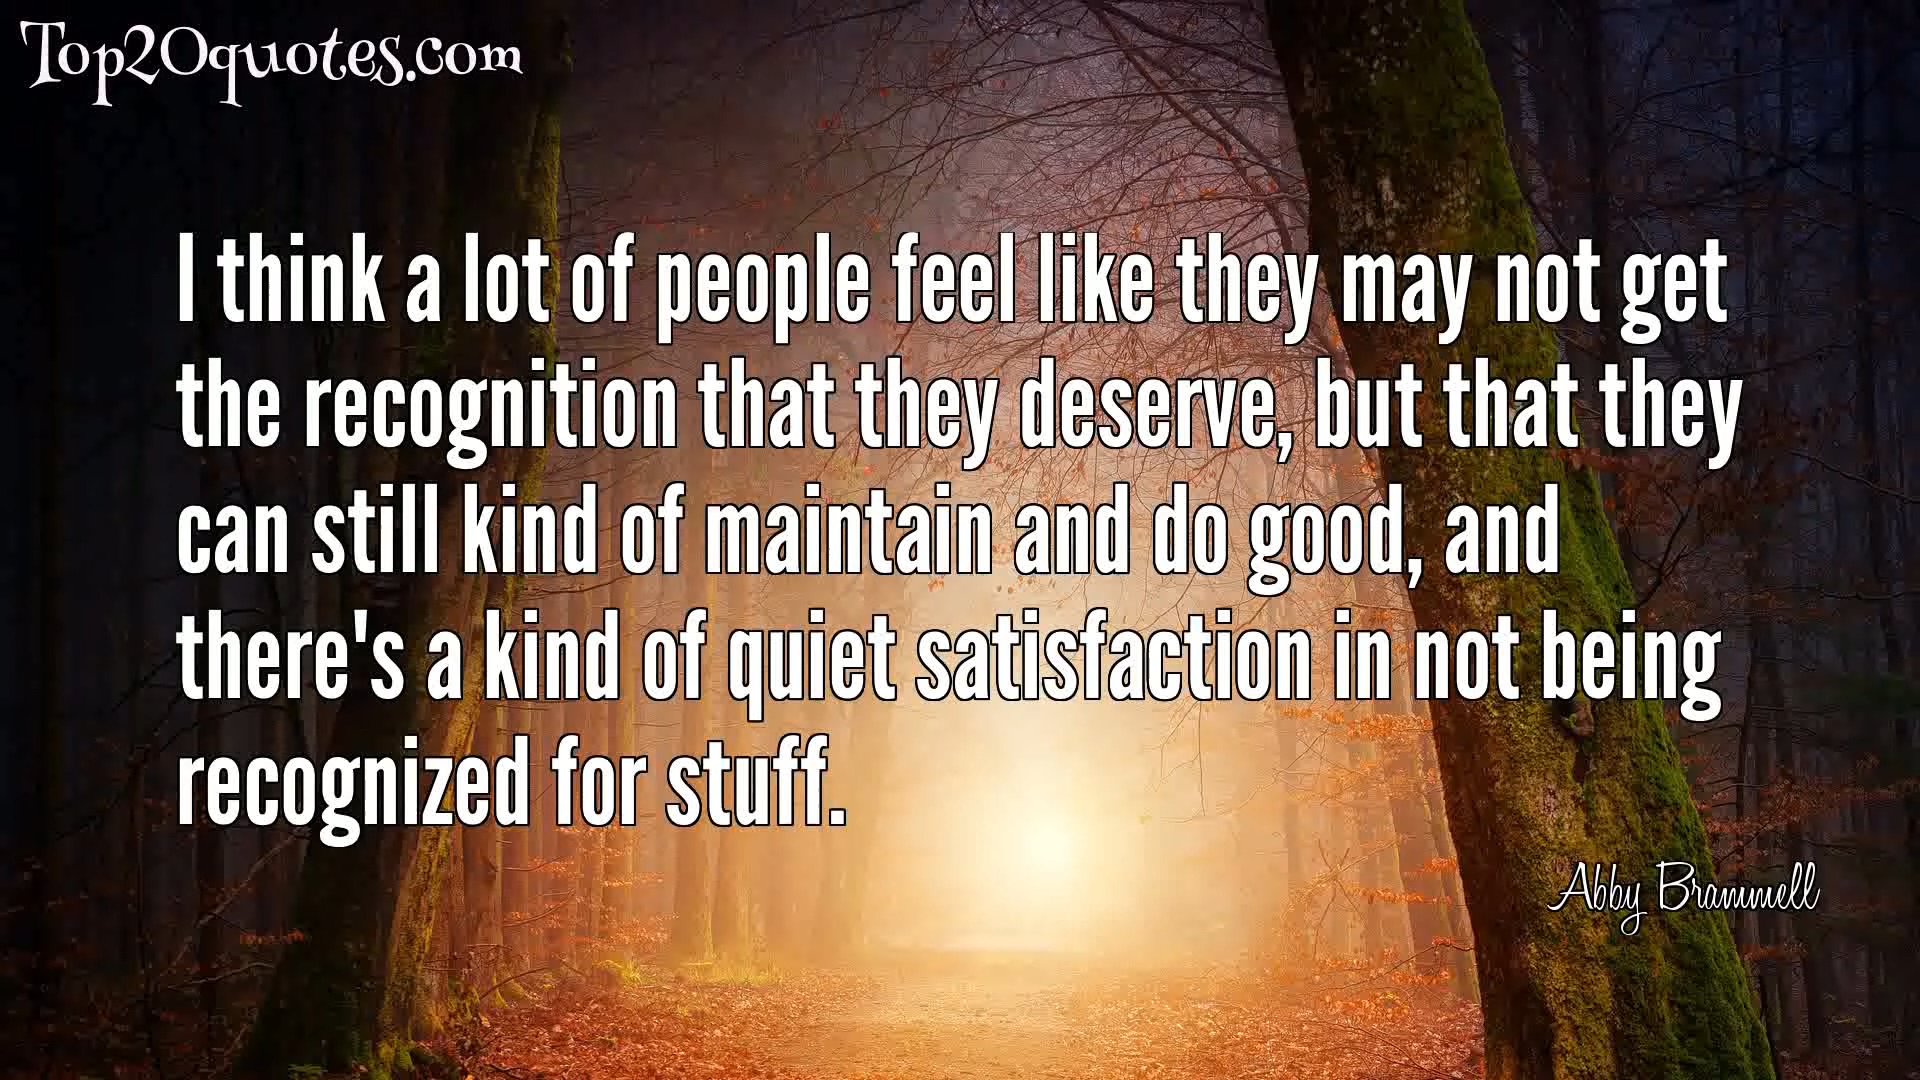 Top20quotes.com
I think a lot of people feel like they may not get
the recognition that they deserve, but that they
can still kind of maintain and do good, and
there's a kind of quiet satisfaction in not being
recognized for stuff.
Abby Brammell